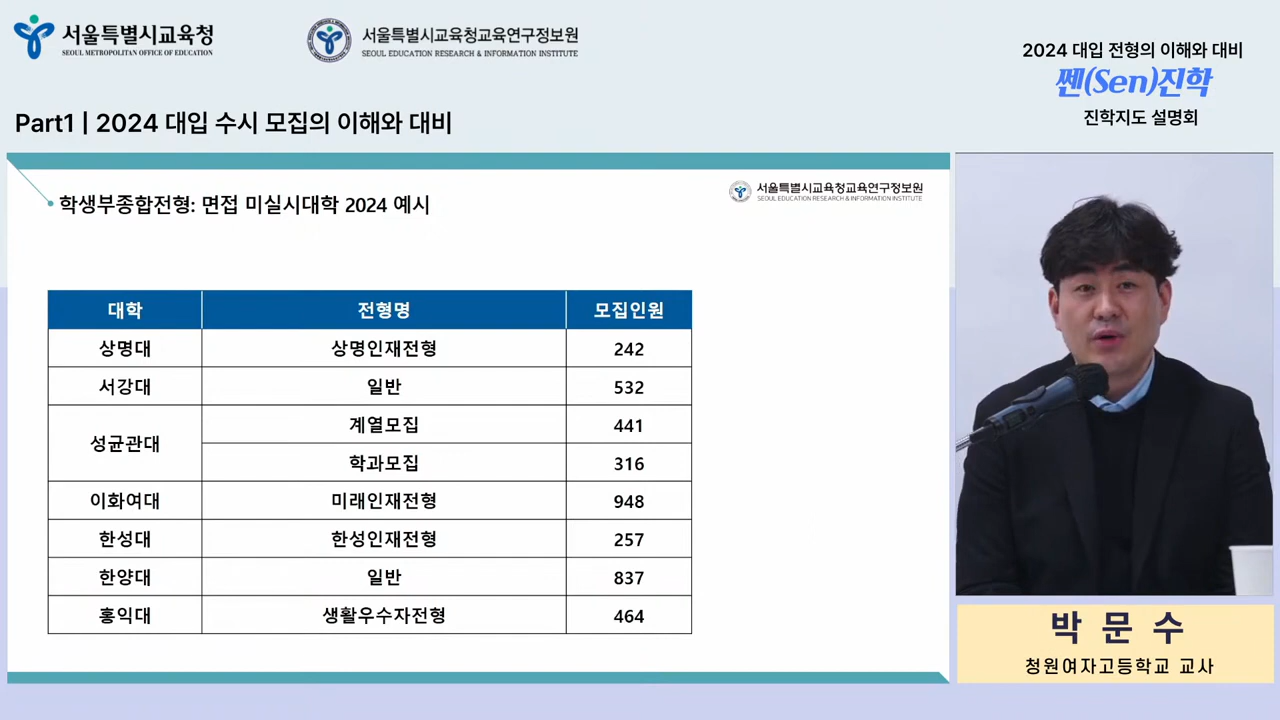 서울특별시교육청
SEOUL METROPOLITAN OFFICE OF EDUCATION
서울특별시교육청교육연구정보원
SEOUL EDUCATION RESEARCH & INFORMATION INSTITUTE
2024 대입 전형의 이해와 대비
쎈(Sen)진학
진학지도 설명회
Part1 | 2024 대입 수시 모집의 이해와 대비
학생부종합전형: 면접 미실시대학 2024 예시
서울특별시교육청교육연구정보원
SEOUL EDUCATION RESEARCH & INFORMATION INSTITUTE
대학 전형명 모집인원
상명대 상명인재전형 242
서강대 일반 532
성균관대 계열모집 441
학과모집 316
이화여대 미래인재전형 948
한성대 한성인재전형 257
한양대 일반 837
홍익대 생활우수자전형 464
박 문 수
청원여자고등학교 교사